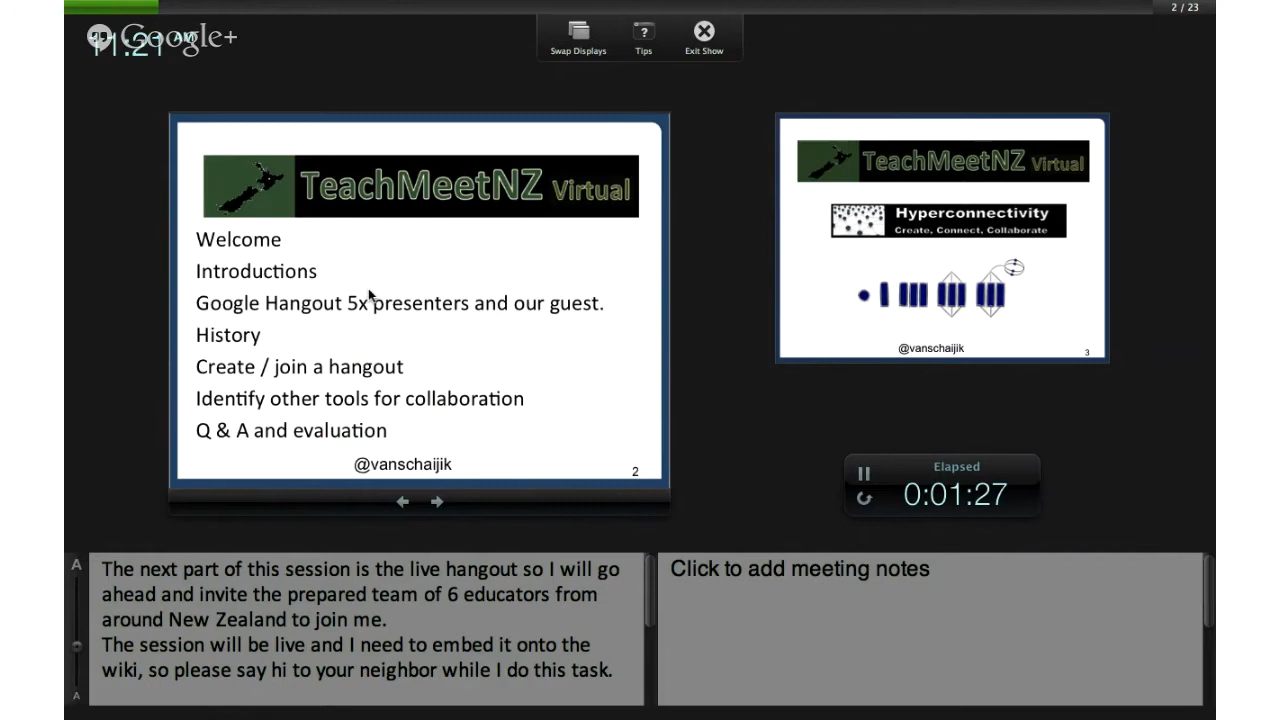 2 / 23
Google+
11:21 AM
Swap Displays
Tips
Exit Show
TeachMeetNZ Virtual
Welcome
Introductions
Google Hangout 5x presenters and our guest.
History
Create / join a hangout
Identify other tools for collaboration
Q & A and evaluation
@vanschaijik
2
TeachMeetNZ Virtual
Hyperconnectivity
Create, Connect, Collaborate
@vanschaijik
3
Elapsed
0:01:27
A
A
The next part of this session is the live hangout so I will go
ahead and invite the prepared team of 6 educators from
around New Zealand to join me.
The session will be live and I need to embed it onto the
wiki, so please say hi to your neighbor while I do this task.
Click to add meeting notes